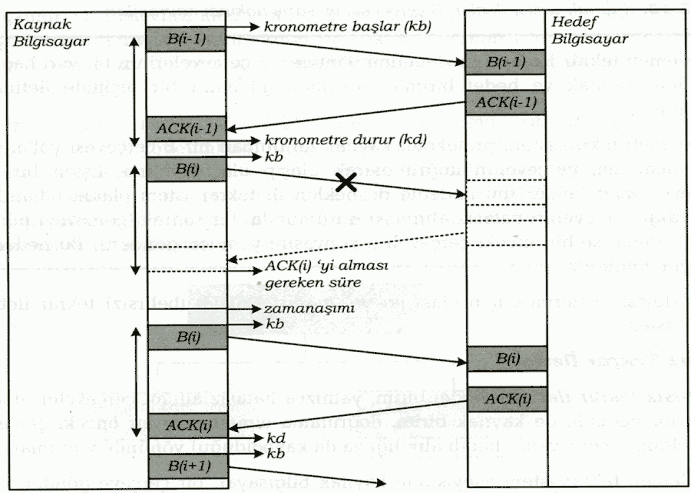 Kaynak
Bilgisayar
Hedef
Bilgisayar
B(i-1)
kronometre başlar (kb)
B(i-1)
ACK(i-1)
ACK(i-1)
kronometre durur (kd)
kb
B(i)
ACK(i) 'yi alması
gereken süre
zamanaşımı
kb
B(i)
B(i)
ACK(i)
ACK(i)
kd
kb
B(i+1)